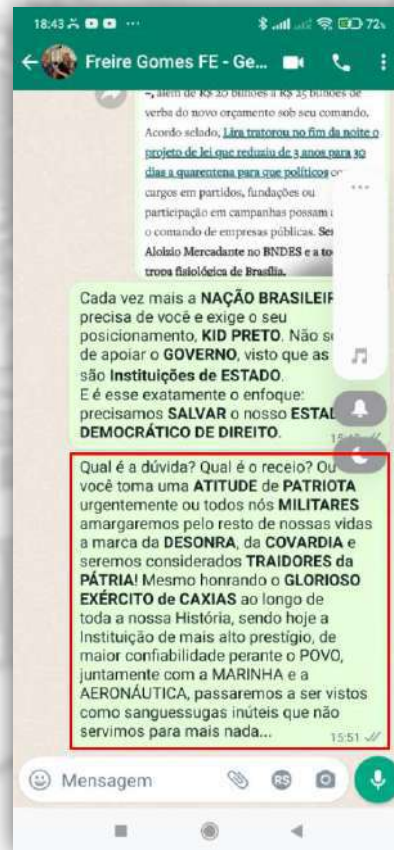 18:43 ··· 72%
Freire Gomes FE - Ge...
–, além de R$ 20 bilhões a R$ 25 bilhões de
verba do novo orçamento sob seu comando.
Acordo selado, Lira tratorou no fim da noite o
projeto de lei que reduziu de 3 anos para 30
dias a quarentena para que políticos
cargos em partidos, fundações ou
participação em campanhas possam
o comando de empresas públicas.
Aloizio Mercadante no BNDES e a
tropa fisiológica de Brasília.
Cada vez mais a NAÇÃO BRASILEIR
precisa de você e exige o seu
posicionamento, KID PRETO. Não
de apoiar o GOVERNO, visto que as
são Instituições de ESTADO.
E é esse exatamente o enfoque:
precisamos SALVAR o nosso ESTA
DEMOCRÁTICO DE DIREITO.
Qual é a dúvida? Qual é o receio? Ou
você toma uma ATITUDE de PATRIOTA
urgentemente ou todos nós MILITARES
amargaremos pelo resto de nossas vidas
a marca da DESONRA, da COVARDIA e
seremos considerados TRAIDORES da
PÁTRIA! Mesmo honrando o GLORIOSO
EXÉRCITO de CAXIAS ao longo de
toda a nossa História, sendo hoje a
Instituição de mais alto prestígio, de
maior confiabilidade perante o POVO,
juntamente com a MARINHA e a
AERONÁUTICA, passaremos a ser vistos
como sanguessugas inúteis que não
servimos para mais nada...
15:51
Mensagem
R$